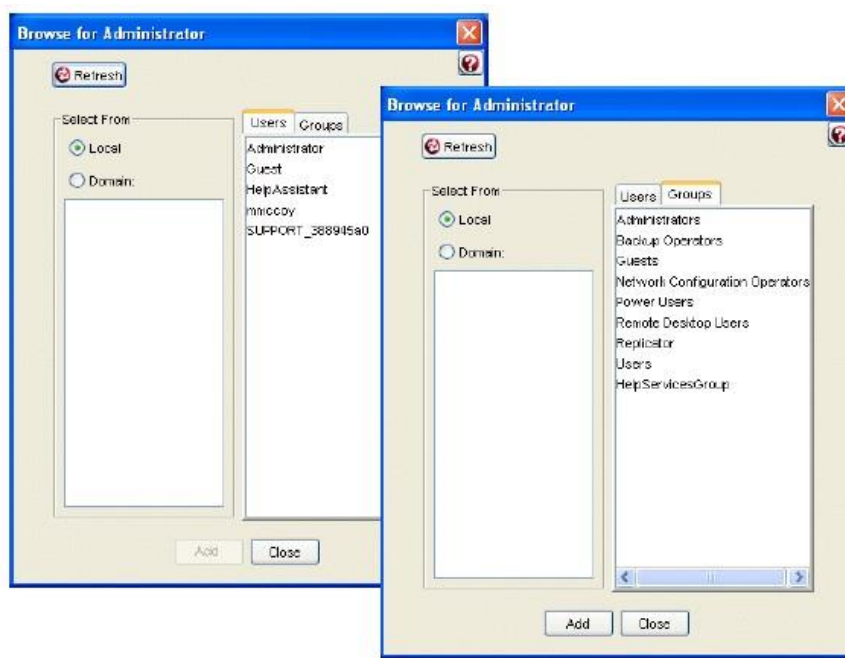 Browse for Administrator
Refresh
Select From
Local
Domain:
Users Groups
Administrator
Guest
HelpAssistant
mmccoy
SUPPORT_388945a0
Add Close
Browse for Administrator
Refresh
Select From
Local
Domain:
Users Groups
Administrators
Backup Operators
Guests
Network Configuration Operators
Power Users
Remote Desktop Users
Replicator
Users
HelpServicesGroup
Add Close